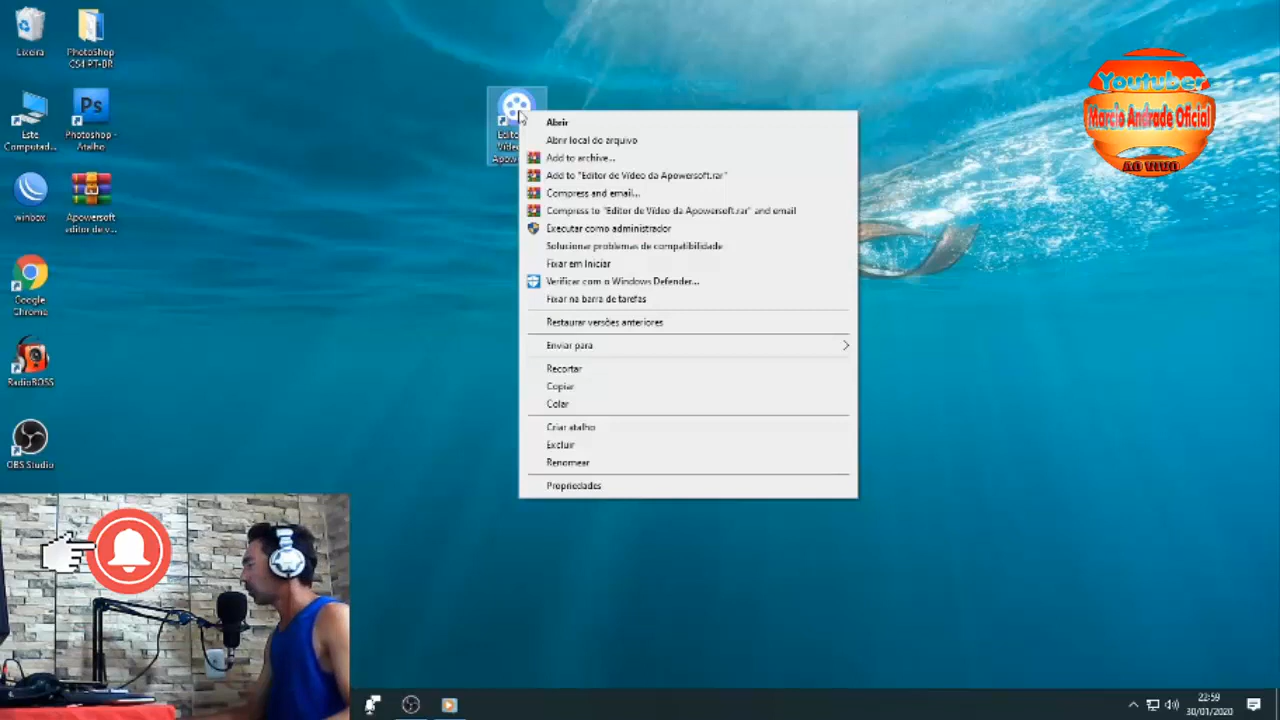 Lixeira
PhotoShop
CS4 PT-BR
Este
Computad...
Ps
Photoshop -
Atalho
winbox
Apowersoft
editor de v...
Google
Chrome
RadioBOSS
OBS Studio
Abrir
Abrir local do arquivo
Add to archive...
Add to "Editor de Vídeo da Apowersoft.rar"
Compress and email...
Compress to "Editor de Vídeo da Apowersoft.rar" and email
Executar como administrador
Solucionar problemas de compatibilidade
Fixar em Iniciar
Verificar com o Windows Defender...
Fixar na barra de tarefas
Restaurar versões anteriores
Enviar para
Recortar
Copiar
Colar
Criar atalho
Excluir
Renomear
Propriedades
Youtuber
Marcio Andrade Oficial
AO VIVO
22:59
30/01/2020